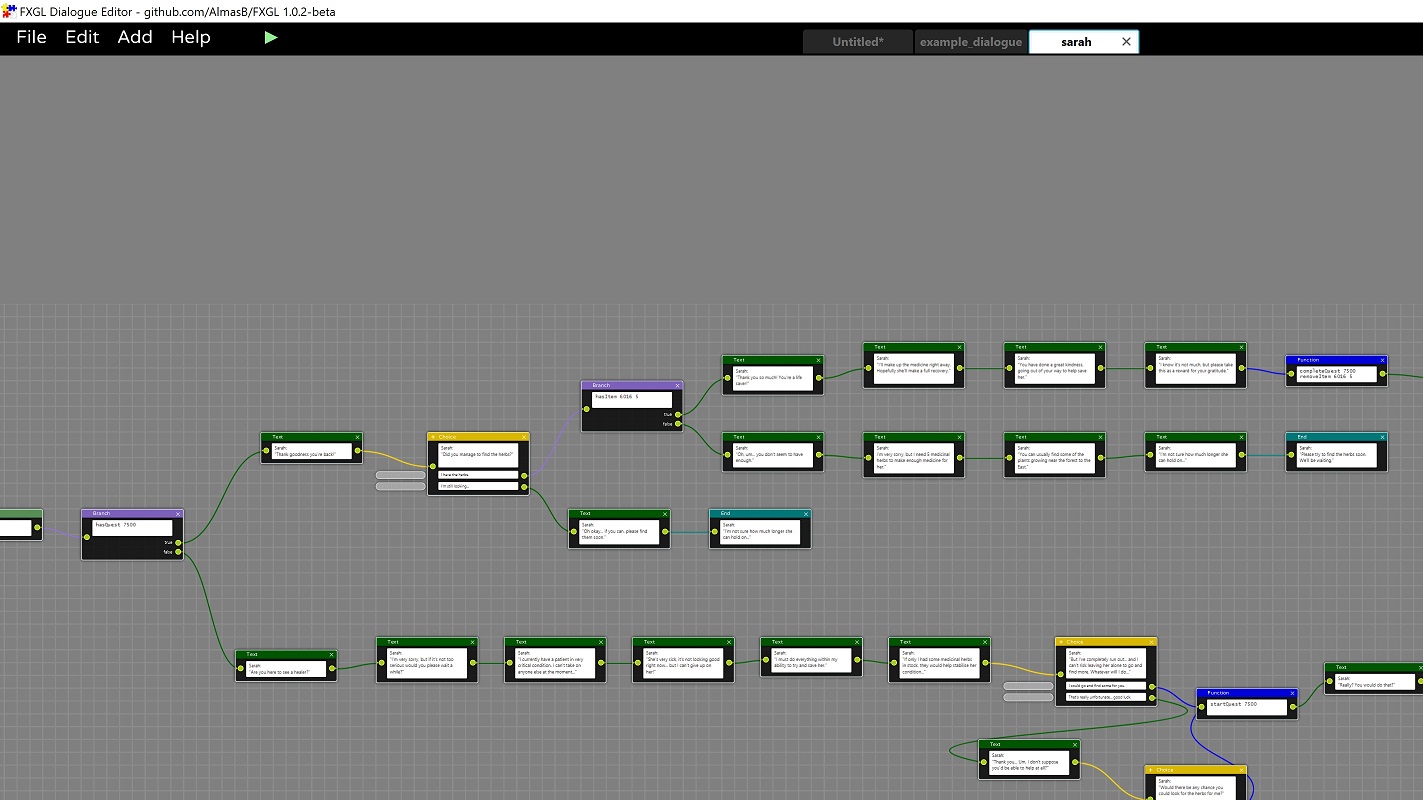 FXGL Dialogue Editor - github.com/AlmasB/FXGL 1.0.2-beta
File Edit Add Help
Untitled* example_dialogue sarah
Text
Sarah:
"Thank you so much! You're a life
saver!"
Text
Sarah:
"I'll make up the medicine right away.
Hopefully she'll make a full recovery."
Text
Sarah:
"You have done a great kindness
going out of your way to help save
her."
Text
Sarah:
"I know it's not much, but please take
this as a reward for your gratitude."
Function
completeQuest 7500
removeItem 6016 5
Branch
hasItem 6016 5
true
false
Text
Sarah:
"Thank goodness you're back!"
Choice
Sarah:
"Did you manage to find the herbs?"
I have the herbs.
I'm still looking...
Text
Sarah:
"Oh, um... you don't seem to have
enough."
Text
Sarah:
"I'm very sorry, but I need 5 medicinal
herbs to make enough medicine for
her."
Text
Sarah:
"You can usually find some of the
plants growing near the forest to the
East."
Text
Sarah:
"I'm not sure how much longer she
can hold on..."
End
Sarah:
"Please try to find the herbs soon.
We'll be waiting."
Branch
hasQuest 7500
true
false
Text
Sarah:
"Oh okay... if you can, please find
them soon."
End
Sarah:
"I'm not sure how much longer she
can hold on..."
Text
Sarah:
"Are you here to see a healer?"
Text
Sarah:
"I'm very sorry, but if it's not too
serious would you please wait a
while?"
Text
Sarah:
"I currently have a patient in very
critical condition. I can't take on
anyone else at the moment..."
Text
Sarah:
"She's very sick, it's not looking good
right now... but I can't give up on
her!"
Text
Sarah:
"I must do everything within my
ability to try and save her."
Text
Sarah:
"If only I had some medicinal herbs
in stock, they would help stabilise her
condition..."
Choice
Sarah:
"But I've completely run out... and I
can't risk leaving her alone to go and
find more. Whatever will I do..."
I could go and find some for you.
That's really unfortunate... good luck
Function
startQuest 7500
Text
Sarah:
"Really? You would do that?"
Text
Sarah:
"Thank you... Um, I don't suppose
you'd be able to help at all?"
Choice
Sarah:
"Would there be any chance you
could look for the herbs for me?"